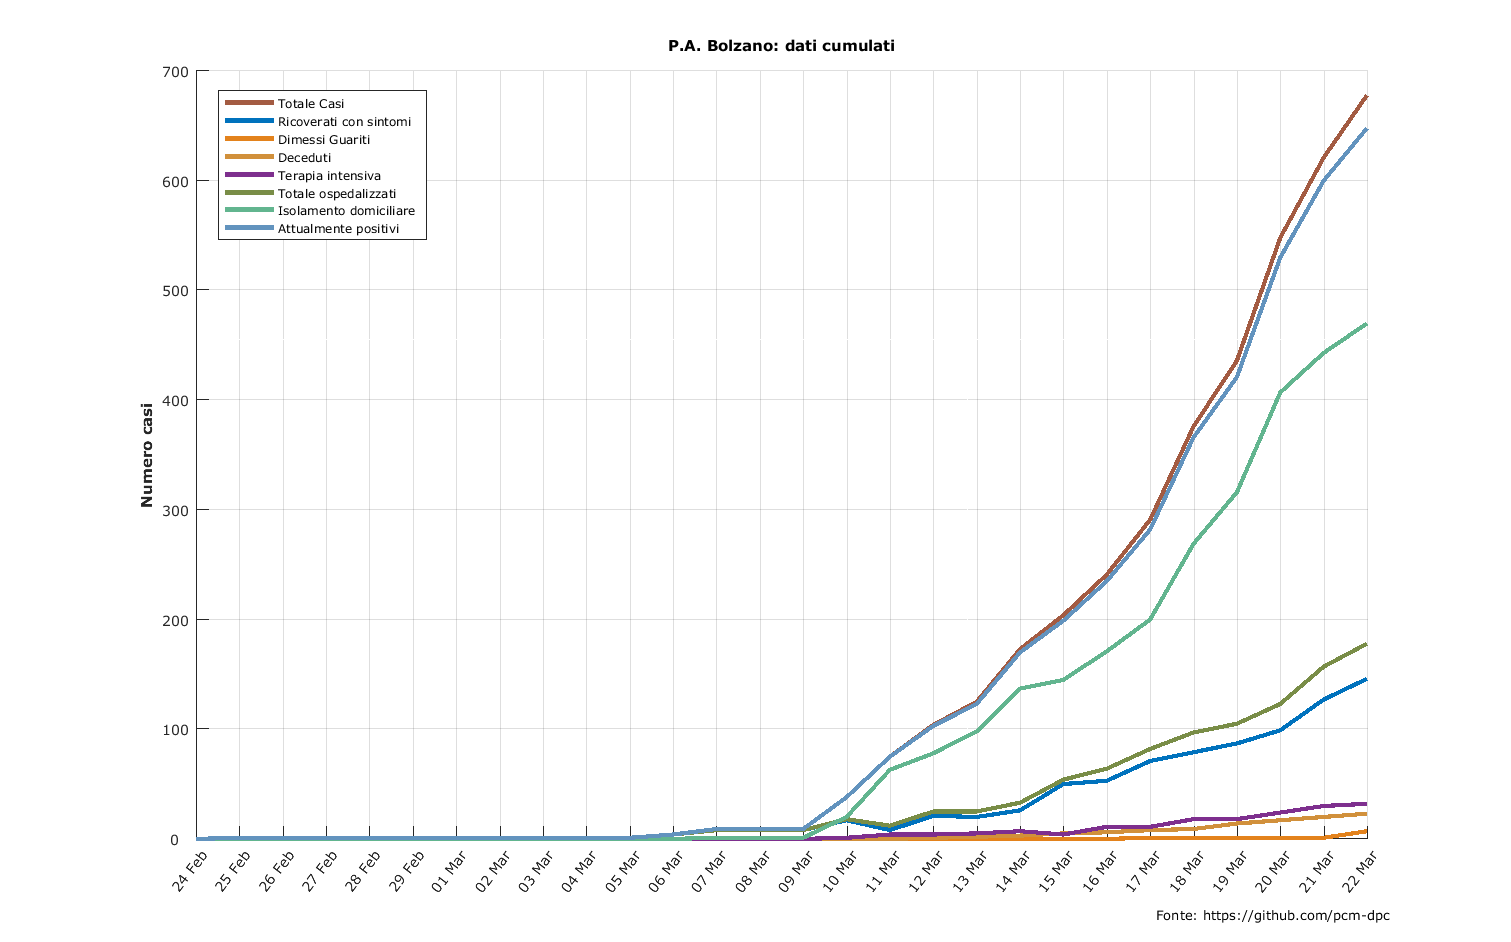 P.A. Bolzano: dati cumulati
700
600
500
400
300
200
100
0
Numero casi
Totale Casi
Ricoverati con sintomi
Dimessi Guariti
Deceduti
Terapia intensiva
Totale ospedalizzati
Isolamento domiciliare
Attualmente positivi
24 Feb
25 Feb
26 Feb
27 Feb
28 Feb
29 Feb
01 Mar
02 Mar
03 Mar
04 Mar
05 Mar
06 Mar
07 Mar
08 Mar
09 Mar
10 Mar
11 Mar
12 Mar
13 Mar
14 Mar
15 Mar
16 Mar
17 Mar
18 Mar
19 Mar
20 Mar
21 Mar
22 Mar
Fonte: https://github.com/pcm-dpc